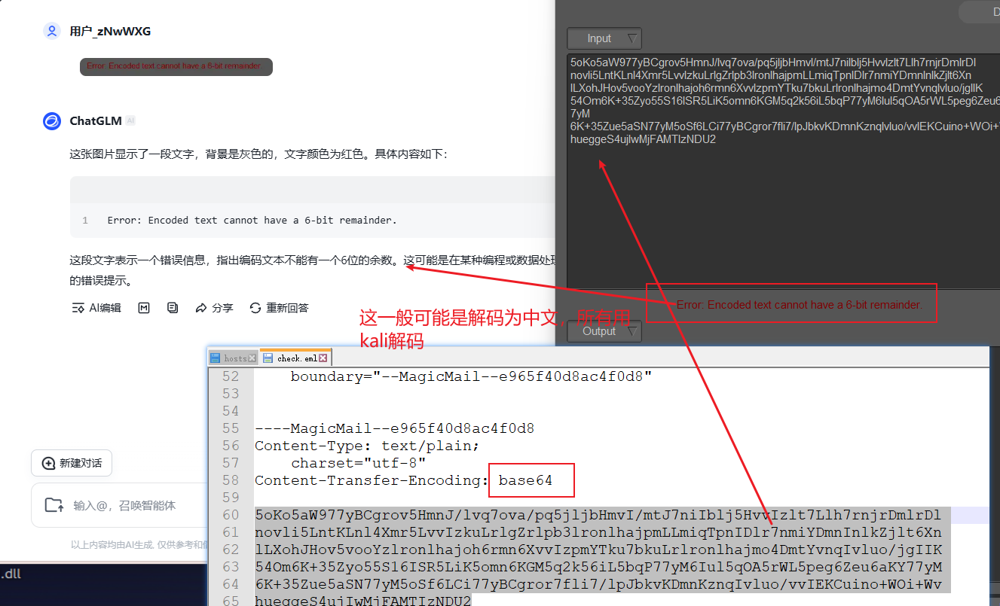 用户_zNwWXG
Error: Encoded text cannot have a 6-bit remainder.
ChatGLM AI
这张图片显示了一段文字，背景是灰色的，文字颜色为红色。具体内容如下：
1 Error: Encoded text cannot have a 6-bit remainder.
这段文字表示一个错误信息，指出编码文本不能有一个6位的余数。这可能是在某种编程或数据处理
的错误提示。
AI编辑
分享
重新回答
新建对话
输入@，召唤智能体
以上内容均由AI生成, 仅供参考和借
.dll
D
Input
5oKo5aW977yBCgrov5HmnJ/lvq7ova/pq5jljbHmvI/mtJ7niIblj5HvvIzlt7Llh7rnjrDmlrDl
novli5LntKLnl4Xmr5LvvIzkuLrlgZrlpb3lronlhajpmLLmiqTpnIDlr7nmiYDmnInlkZjlt6Xn
lLXohJHov5vooYzlronlhajoh6rmn6XvvIzpmYTku7bkuLrlronlhajmo4DmtYvnqIvluo/jgIIK
54Om6K+35Zyo55S16ISR5LiK5omn6KGM5q2k56iL5bqP77yM6Iul5qOA5rWL5peg6Zeu6
7yM
6K+35Zue5aSN77yM5oSf6LCi77yBCgror7fli7/lpJbkvKDmnKznqIvluo/vvIEKCuino+WOi+
hueggeS4ujIwMjFAMTIzNDU2
Error: Encoded text cannot have a 6-bit remainder.
Output
这一般可能是解码为中文，所有用
kali解码
hosts
check.eml
52 boundary="--MagicMail--e965f40d8ac4f0d8"
53
54
55 ----MagicMail--e965f40d8ac4f0d8
56 Content-Type: text/plain;
57 charset="utf-8"
58 Content-Transfer-Encoding: base64
59
60 5oKo5aW977yBCgrov5HmnJ/lvq7ova/pq5jljbHmvI/mtJ7niIblj5HvvIzlt7Llh7rnjrDmlrDl
61 novli5LntKLnl4Xmr5LvvIzkuLrlgZrlpb3lronlhajpmLLmiqTpnIDlr7nmiYDmnInlkZjlt6Xn
62 lLXohJHov5vooYzlronlhajoh6rmn6XvvIzpmYTku7bkuLrlronlhajmo4DmtYvnqIvluo/jgIIK
63 54Om6K+35Zyo55S16ISR5LiK5omn6KGM5q2k56iL5bqP77yM6Iul5qOA5rWL5peg6Zeu6aKY77yM
64 6K+35Zue5aSN77yM5oSf6LCi77yBCgror7fli7/lpJbkvKDmnKznqIvluo/vvIEKCuino+WOi+Wv
65 hueggeS4ujIwMjFAMTIzNDU2